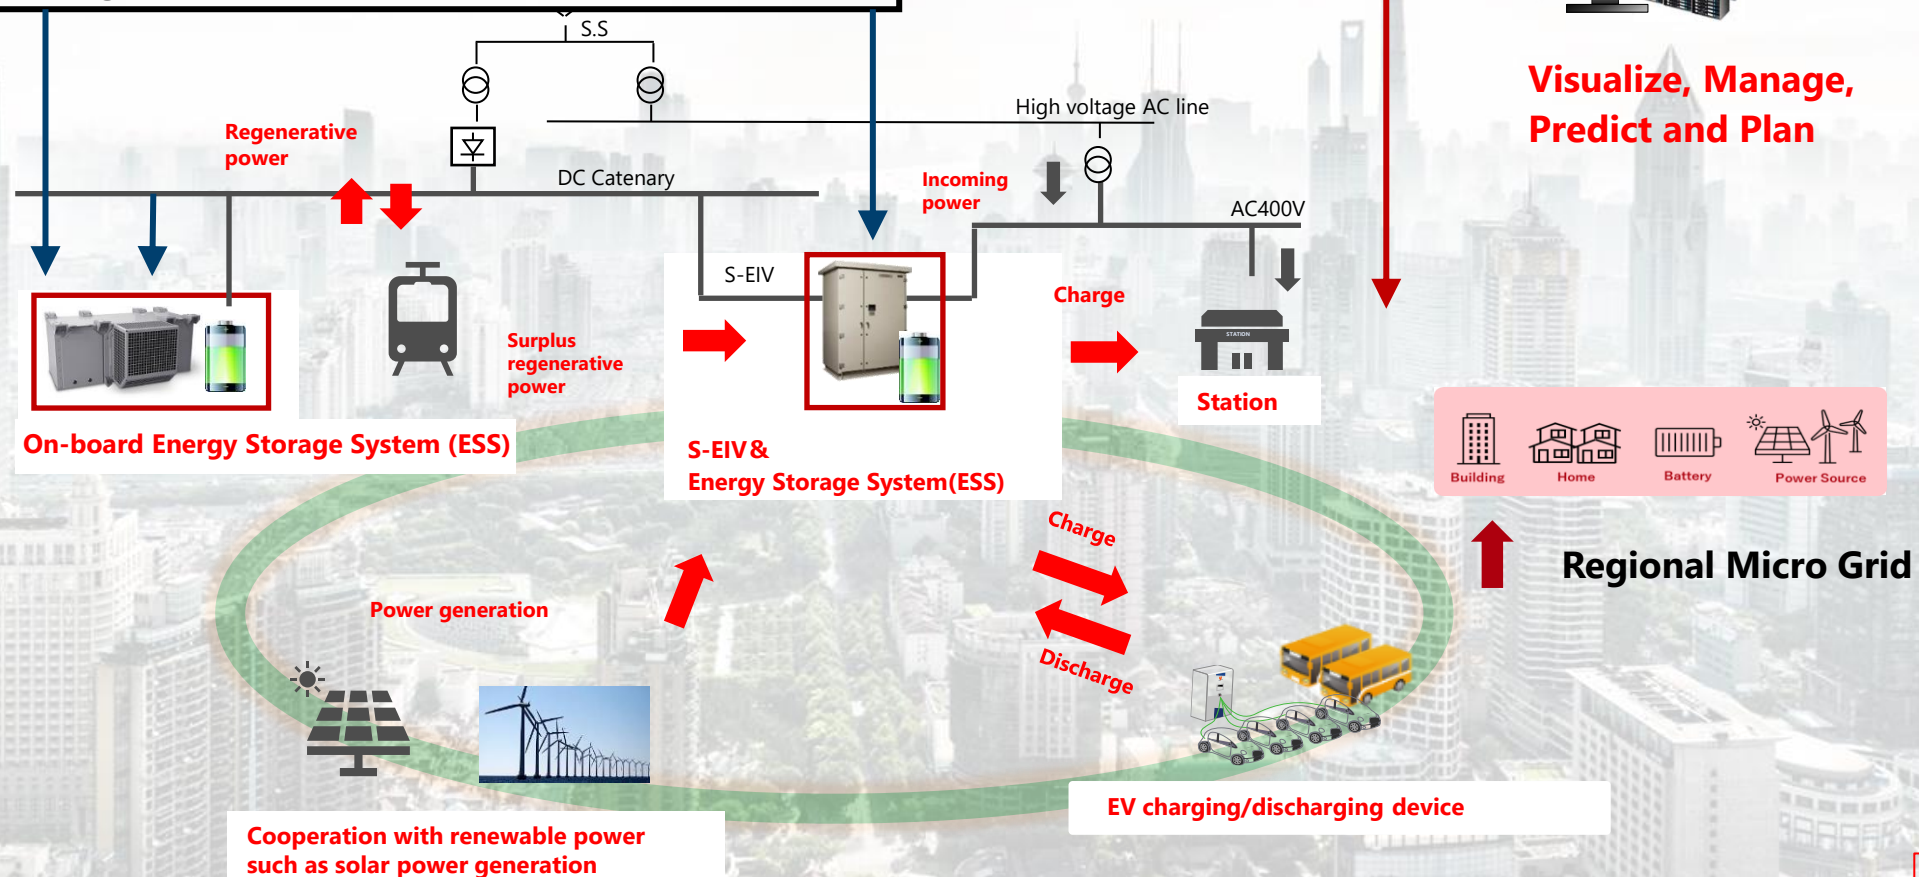 S.S
Visualize, Manage,
Predict and Plan
High voltage AC line
Regenerative
power
DC Catenary
Incoming
power
AC400V
S-EIV
Charge
STATION
Surplus
regenerative
power
Station
On-board Energy Storage System (ESS)
S-EIV&
Energy Storage System(ESS)
Building
Home
Battery
Power Source
Charge
Regional Micro Grid
Power generation
Discharge
EV charging/discharging device
Cooperation with renewable power
such as solar power generation